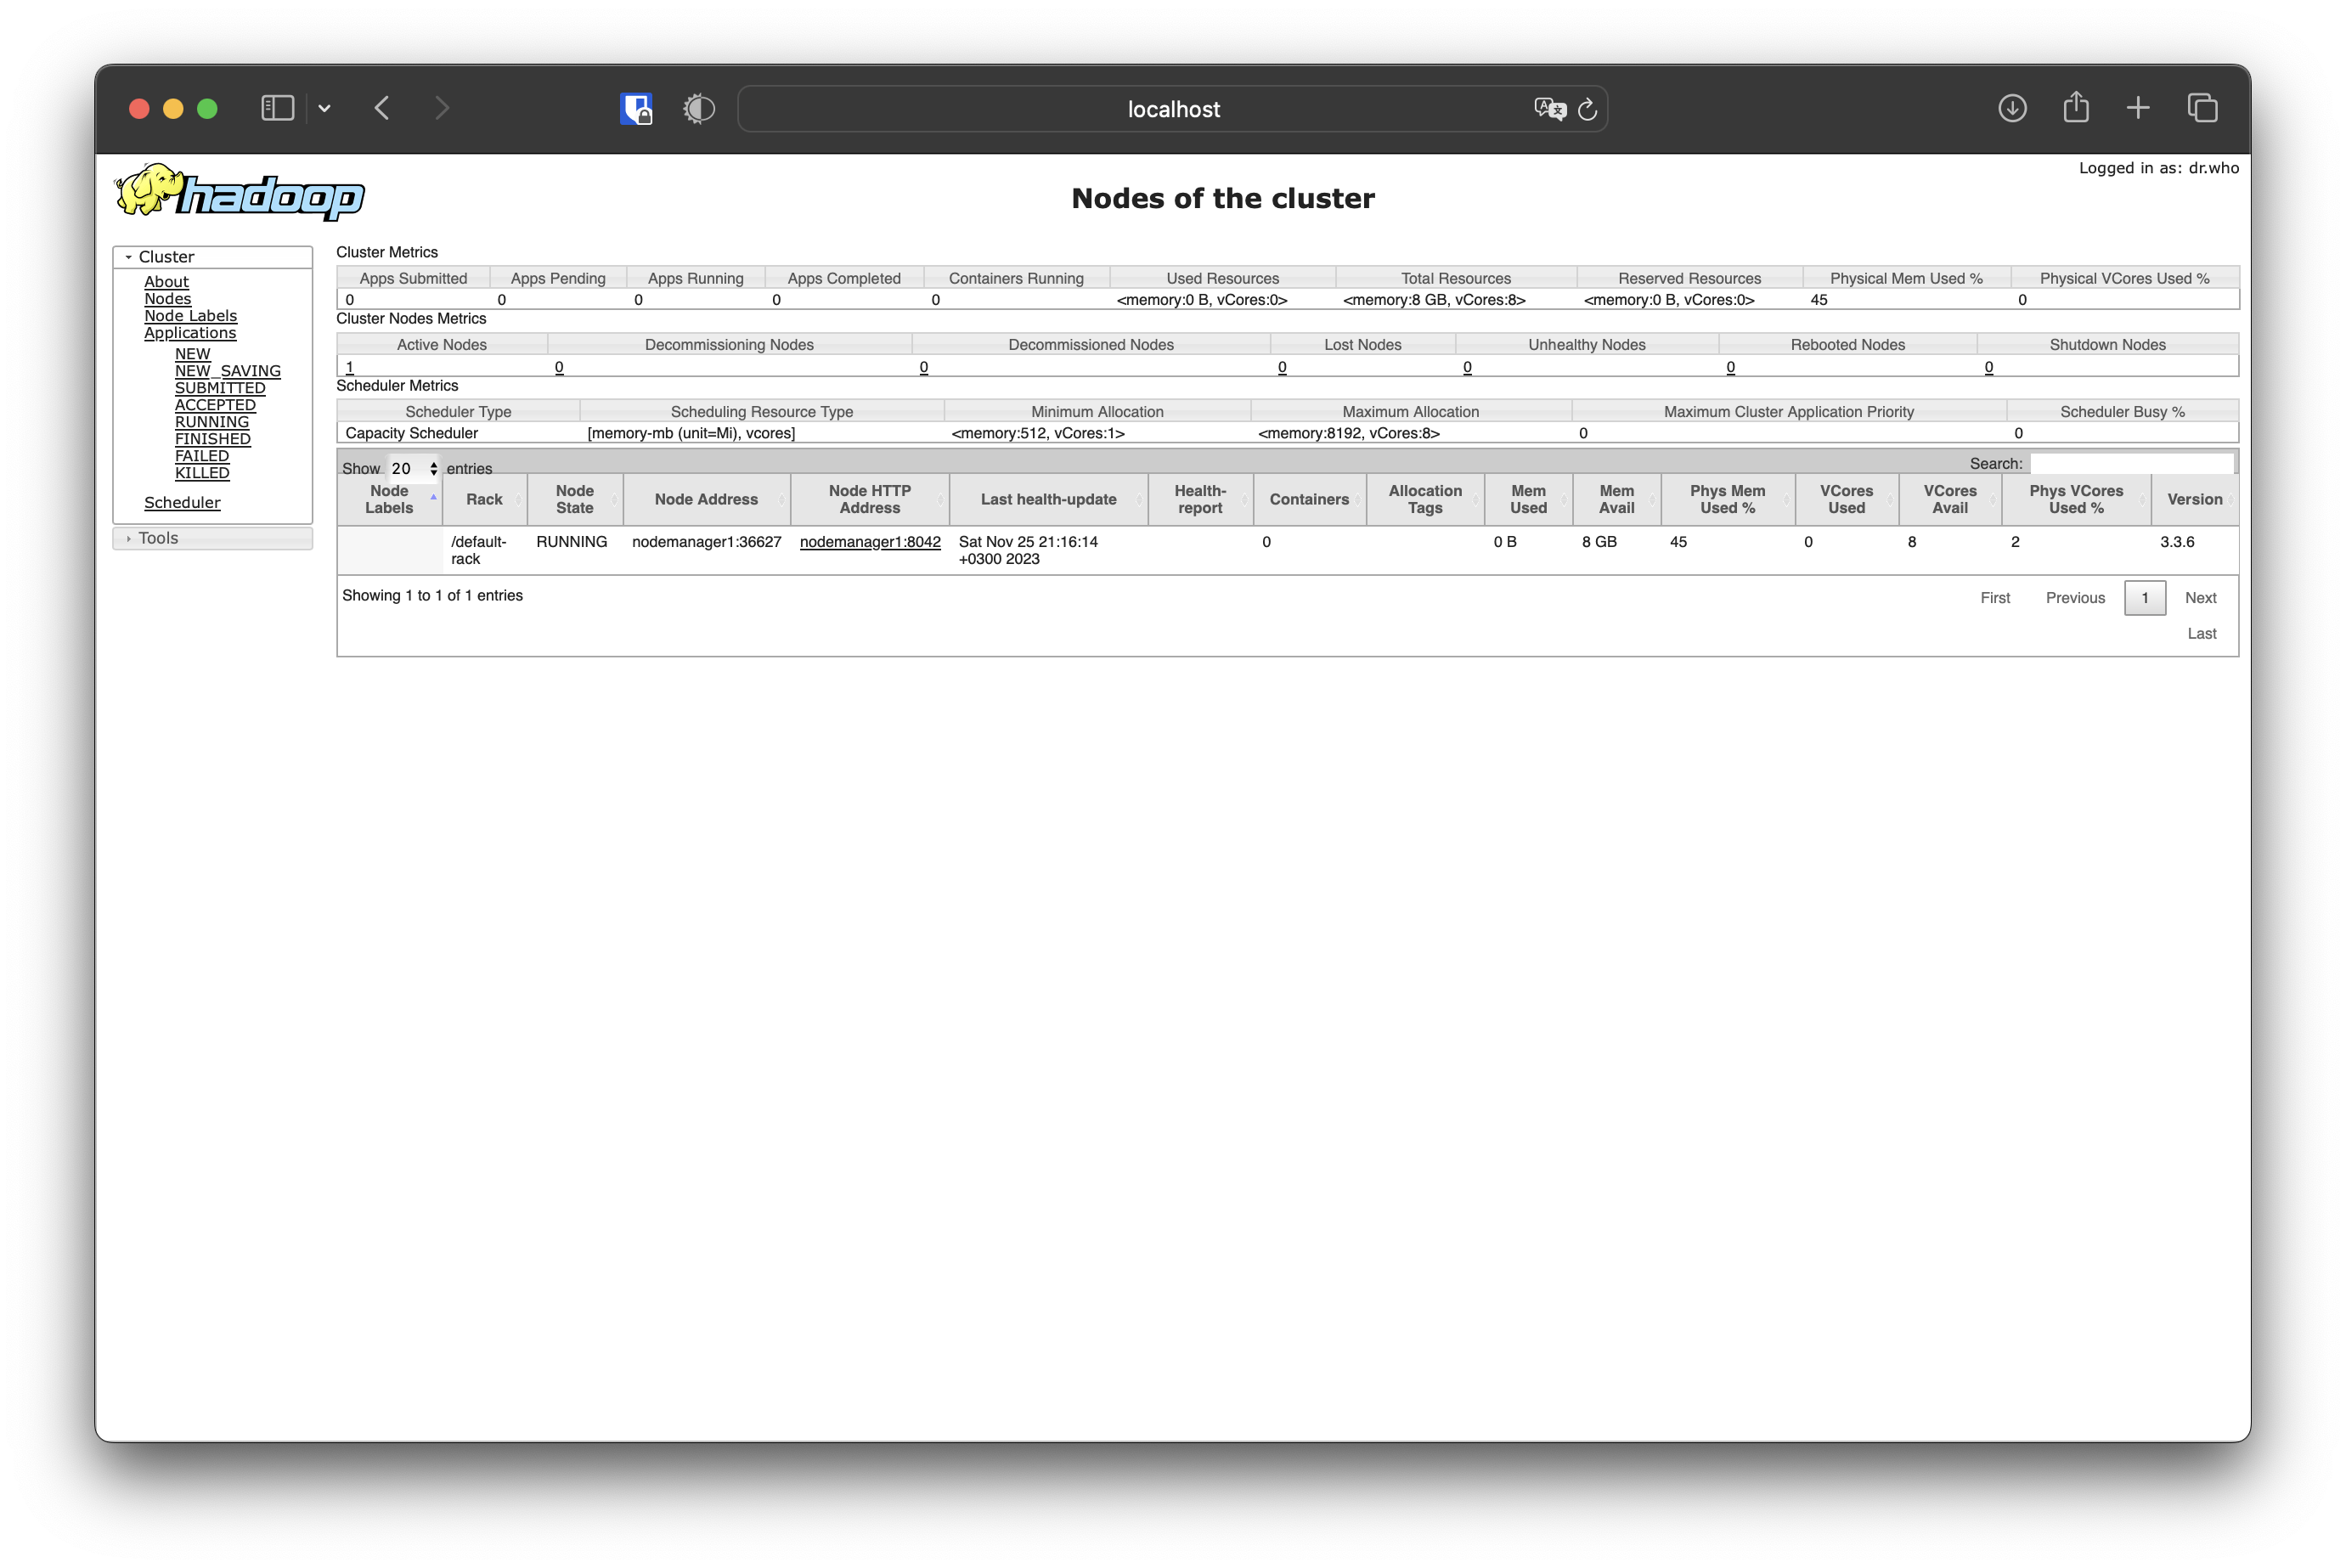 localhost
Logged in as: dr.who
hadoop
Nodes of the cluster
Cluster
About
Nodes
Node Labels
Applications
NEW
NEW_SAVING
SUBMITTED
ACCEPTED
RUNNING
FINISHED
FAILED
KILLED
Scheduler
Tools
Cluster Metrics
Apps Submitted Apps Pending Apps Running Apps Completed Containers Running Used Resources Total Resources Reserved Resources Physical Mem Used % Physical VCores Used %
0 0 0 0 0 <memory:0 B, vCores:0> <memory:8 GB, vCores:8> <memory:0 B, vCores:0> 45 0
Cluster Nodes Metrics
Active Nodes Decommissioning Nodes Decommissioned Nodes Lost Nodes Unhealthy Nodes Rebooted Nodes Shutdown Nodes
1 0 0 0 0 0 0
Scheduler Metrics
Scheduler Type Scheduling Resource Type Minimum Allocation Maximum Allocation Maximum Cluster Application Priority Scheduler Busy %
Capacity Scheduler [memory-mb (unit=Mi), vcores] <memory:512, vCores:1> <memory:8192, vCores:8> 0 0
Show 20 entries Search:
Node Labels Rack Node State Node Address Node HTTP Address Last health-update Health-report Containers Allocation Tags Mem Used Mem Avail Phys Mem Used % VCores Used VCores Avail Phys VCores Used % Version
/default-rack RUNNING nodemanager1:36627 nodemanager1:8042 Sat Nov 25 21:16:14 +0300 2023 0 0 B 8 GB 45 0 8 2 3.3.6
Showing 1 to 1 of 1 entries First Previous 1 Next
Last